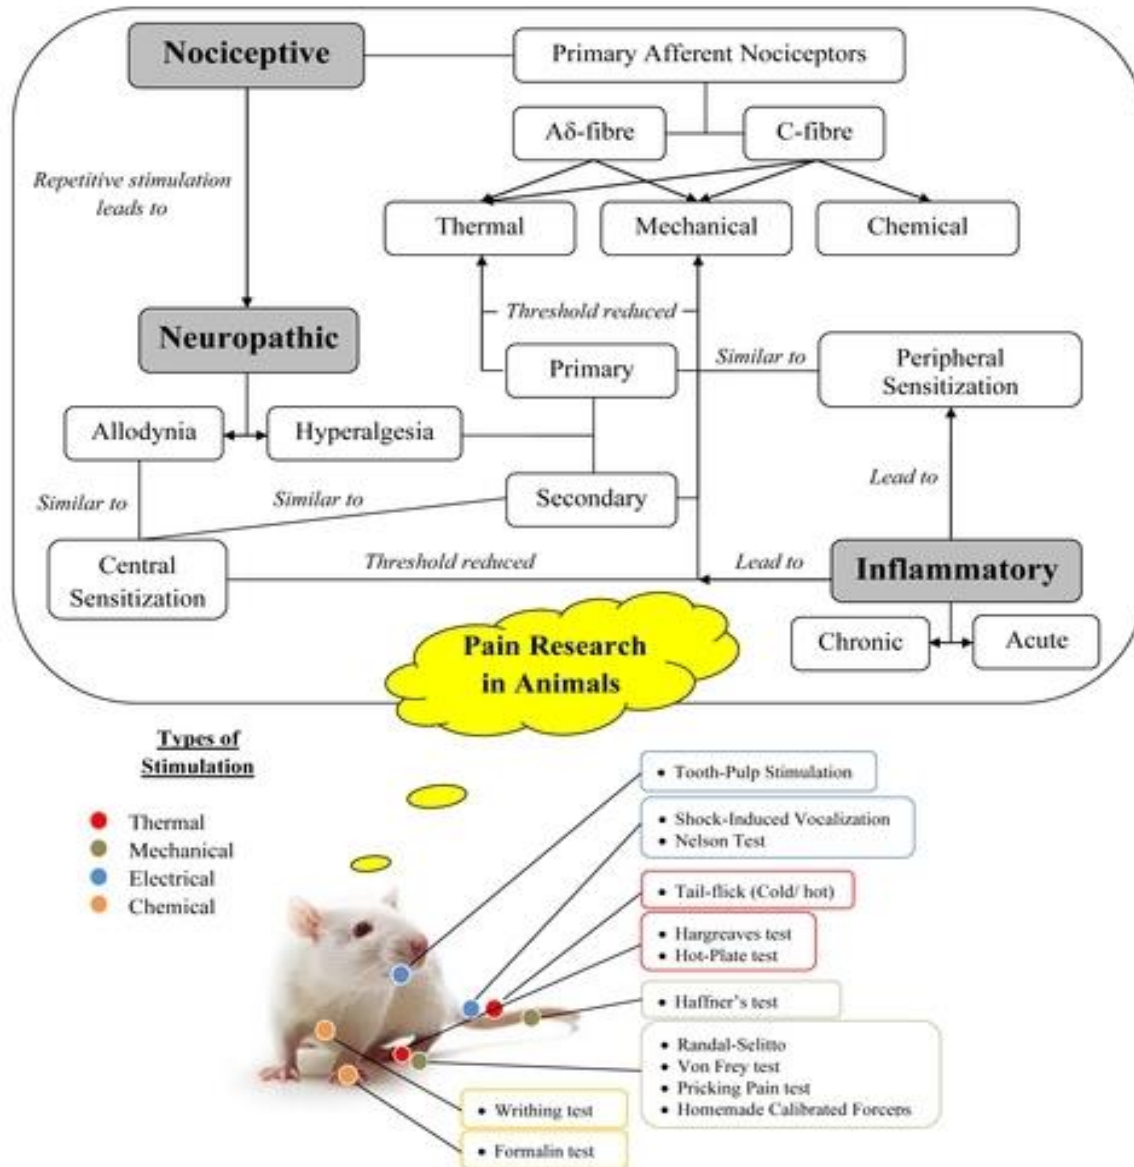 Nociceptive
Primary Afferent Nociceptors
Aδ-fibre
C-fibre
Repetitive stimulation
leads to
Thermal
Mechanical
Chemical
Threshold reduced
Neuropathic
Primary
Similar to
Peripheral
Sensitization
Allodynia
Hyperalgesia
Lead to
Similar to
Similar to
Secondary
Central
Sensitization
Threshold reduced
Lead to
Inflammatory
Chronic
Acute
Pain Research
in Animals
Types of
Stimulation
Thermal
Mechanical
Electrical
Chemical
• Tooth-Pulp Stimulation
• Shock-Induced Vocalization
• Nelson Test
• Tail-flick (Cold/ hot)
• Hargreaves test
• Hot-Plate test
• Haffner's test
• Randal-Selitto
• Von Frey test
• Pricking Pain test
• Homemade Calibrated Forceps
• Writhing test
• Formalin test